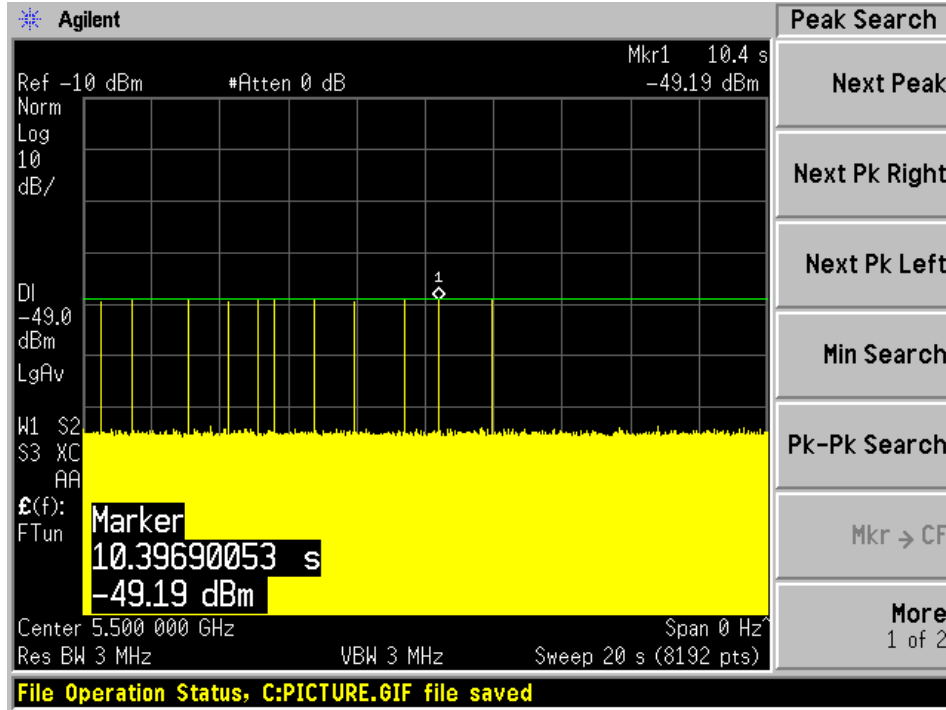 Agilent
Peak Search
Mkr1 10.4 s
Ref -10 dBm #Atten 0 dB -49.19 dBm
Norm
Log
10
dB/
1
DI
-49.0
dBm
LgAv
W1 S2
S3 XC
AA
£(f):
FTun
Marker
10.39690053 s
-49.19 dBm
Center 5.500 000 GHz Span 0 Hz^
Res BW 3 MHz VBW 3 MHz Sweep 20 s (8192 pts)
File Operation Status, C:PICTURE.GIF file saved
Next Peak
Next Pk Right
Next Pk Left
Min Search
Pk-Pk Search
Mkr → CF
More
1 of 2